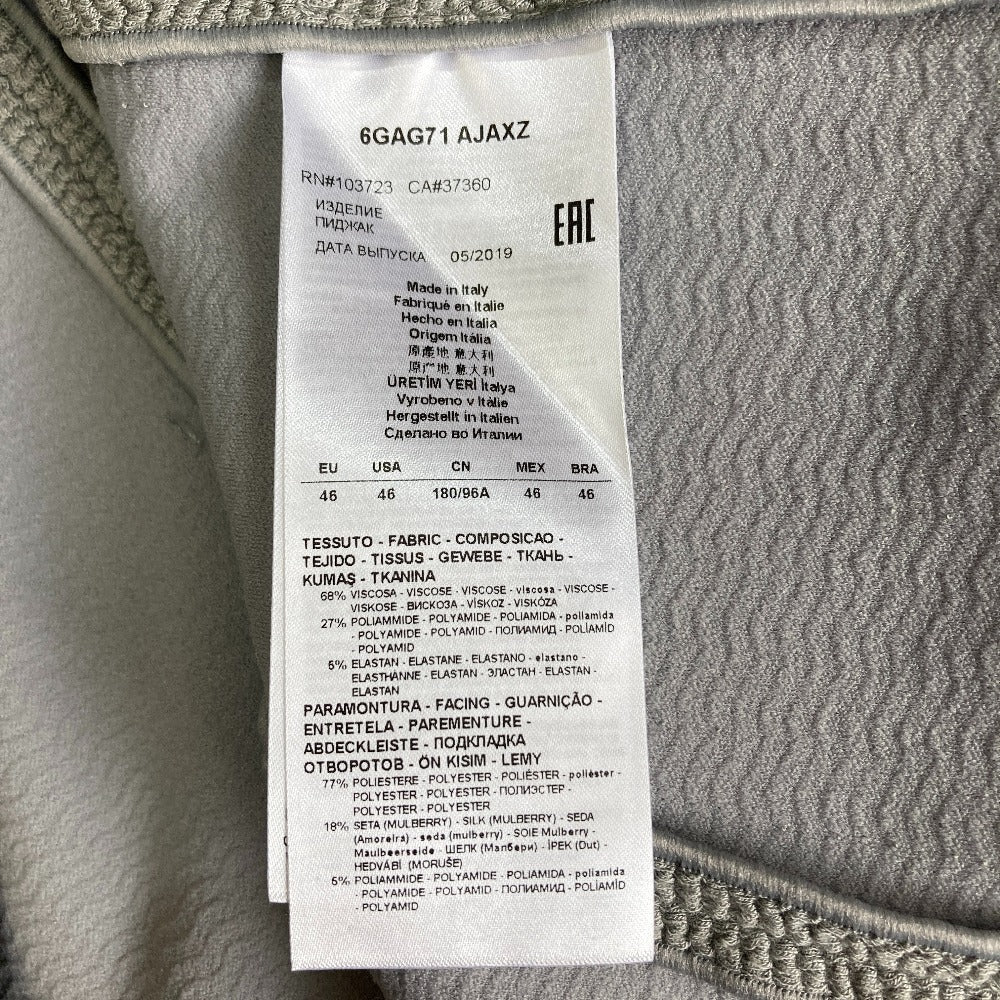 6GAG71 AJAXZ
RN#103723 CA#37360
ИЗДЕЛИЕ
ПИДЖАК
EAC
ДАТА ВЫПУСКА 05/2019
Made in Italy
Fabriqué en Italie
Hecho en Italia
Origem Itália
原產地 意大利
原产地 意大利
ÜRETİM YERİ İtalya
Vyrobeno v Itálie
Hergestellt in Italien
Сделано во Италии
EU USA CN MEX BRA
46 46 180/96A 46 46
TESSUTO - FABRIC - COMPOSICAO -
TEJIDO - TISSUS - GEWEBE - ТКАНЬ -
KUMAŞ - TKANINA
68% VISCOSA - VISCOSE - VISCOSE - viscosa - VISCOSE -
VISKOSE - ВИСКОЗА - VİSKOZ - VISKÓZA
27% POLIAMMIDE - POLYAMIDE - POLIAMIDA - poliamida
- POLYAMIDE - POLYAMID - ПОЛИАМИД - POLİAMİD
- POLYAMID
5% ELASTAN - ELASTANE - ELASTANO - elastano -
ELASTHANNE - ELASTAN - ЭЛАСТАН - ELASTAN -
ELASTAN
PARAMONTURA - FACING - GUARNIÇÃO -
ENTRETELA - PAREMENTURE -
ABDECKLEISTE - ПОДКЛАДКА
ОТВОРОТОВ - ÖN KISIM - LEMY
77% POLIESTERE - POLYESTER - POLIÉSTER - poliéster -
POLYESTER - POLYESTER - ПОЛИЭСТЕР -
POLYESTER - POLYESTER
18% SETA (MULBERRY) - SILK (MULBERRY) - SEDA
(Amoreira) - seda (mulberry) - SOIE Mulberry -
Maulbeerseide - ШЕЛК (Малбери) - İPEK (Dut) -
HEDVÁBÍ (MORUŠE)
5% POLIAMMIDE - POLYAMIDE - POLIAMIDA - poliamida
- POLYAMIDE - POLYAMID - ПОЛИАМИД - POLİAMİD
- POLYAMID